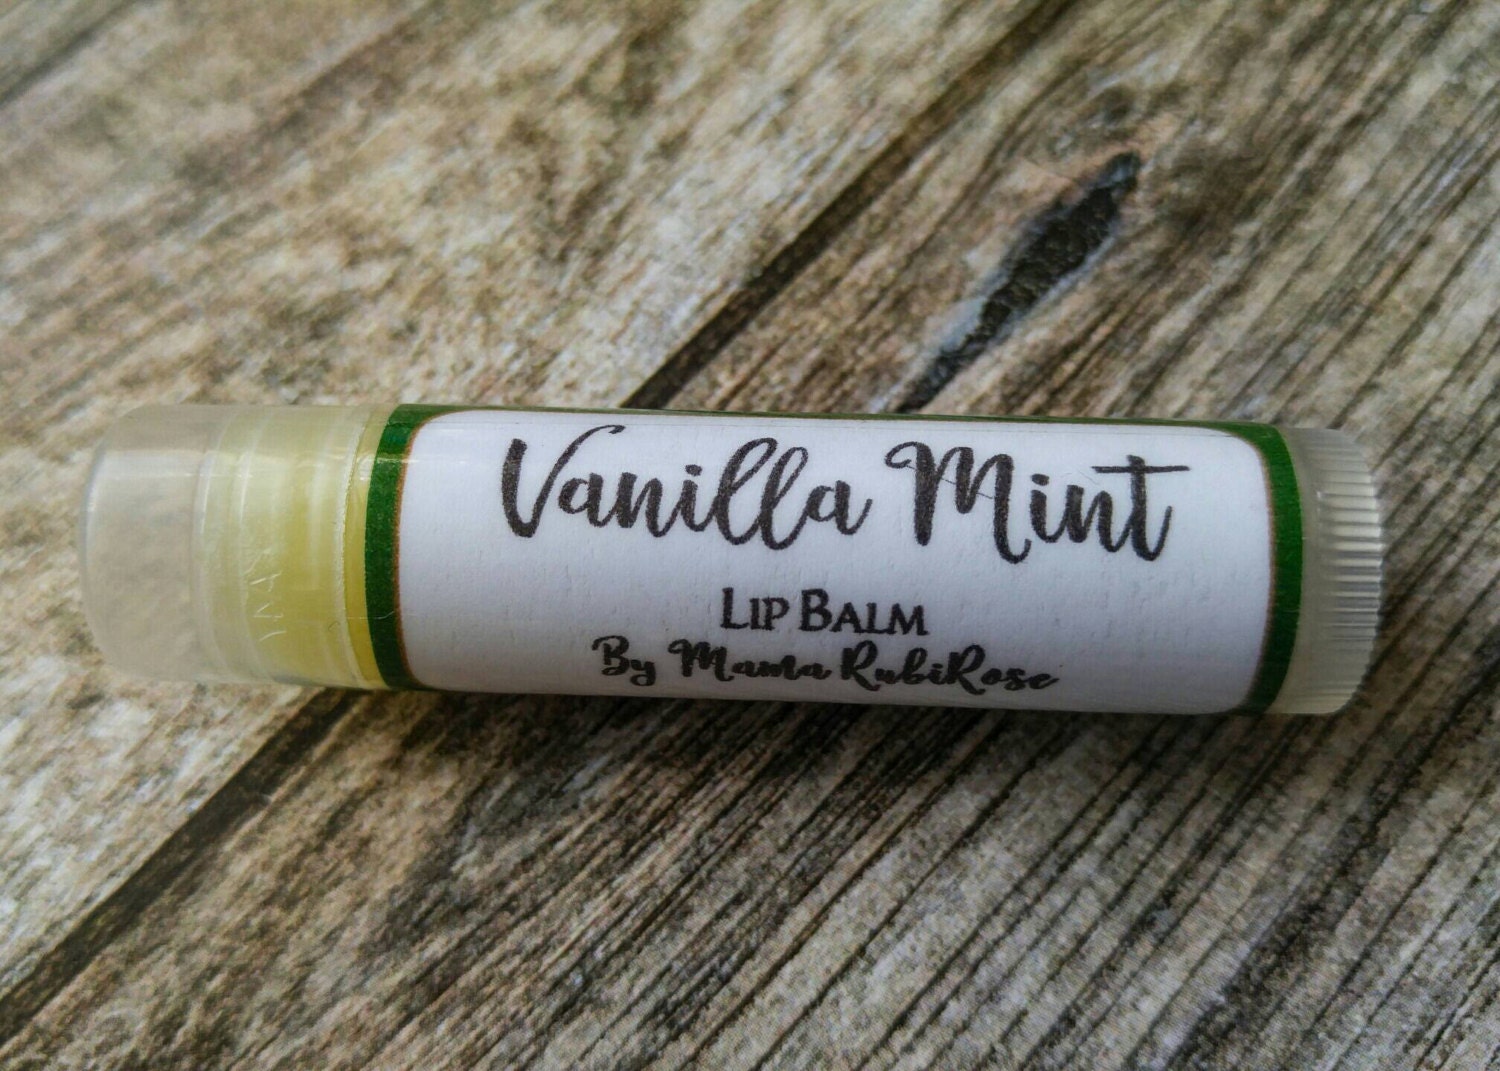 Vanilla Mint
LIP BALM
By Mama RubiRose